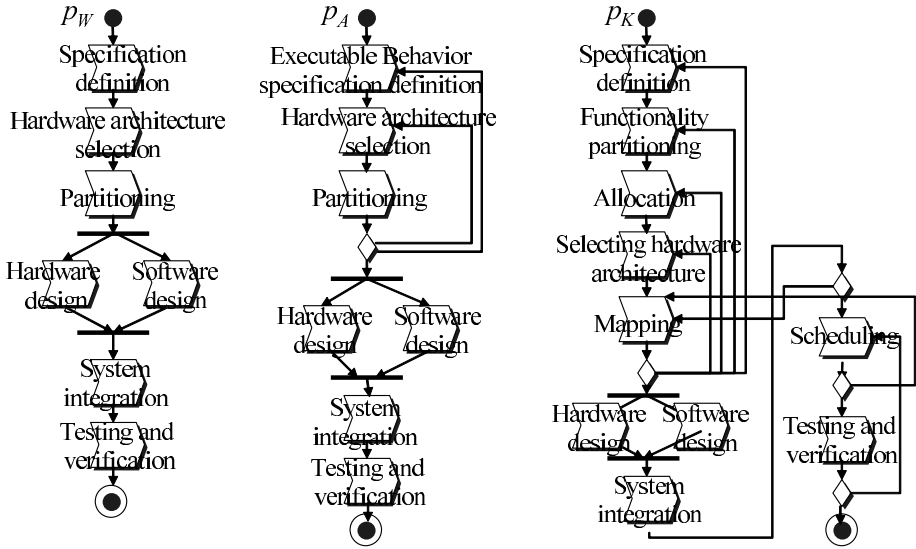 p_W
Specification
definition
Hardware architecture
selection
Partitioning
Hardware
design
Software
design
System
integration
Testing and
verification
p_A
Executable Behavior
specification definition
Hardware architecture
selection
Partitioning
Hardware
design
Software
design
System
integration
Testing and
verification
p_K
Specification
definition
Functionality
partitioning
Allocation
Selecting hardware
architecture
Mapping
Hardware
design
Software
design
System
integration
Scheduling
Testing and
verification